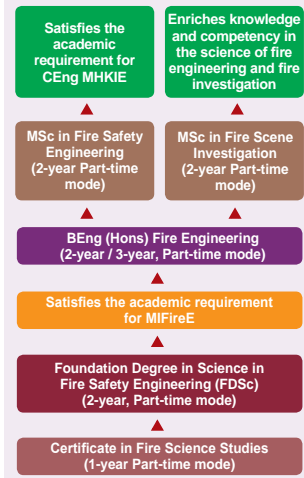 Satisfies the
academic
requirement for
CEng MHKIE
Enriches knowledge
and competency in
the science of fire
engineering and fire
investigation
MSc in Fire Safety
Engineering
(2-year Part-time
mode)
MSc in Fire Scene
Investigation
(2-year Part-time
mode)
BEng (Hons) Fire Engineering
(2-year / 3-year, Part-time mode)
Satisfies the academic requirement
for MIFireE
Foundation Degree in Science in
Fire Safety Engineering (FDSc)
(2-year, Part-time mode)
Certificate in Fire Science Studies
(1-year Part-time mode)